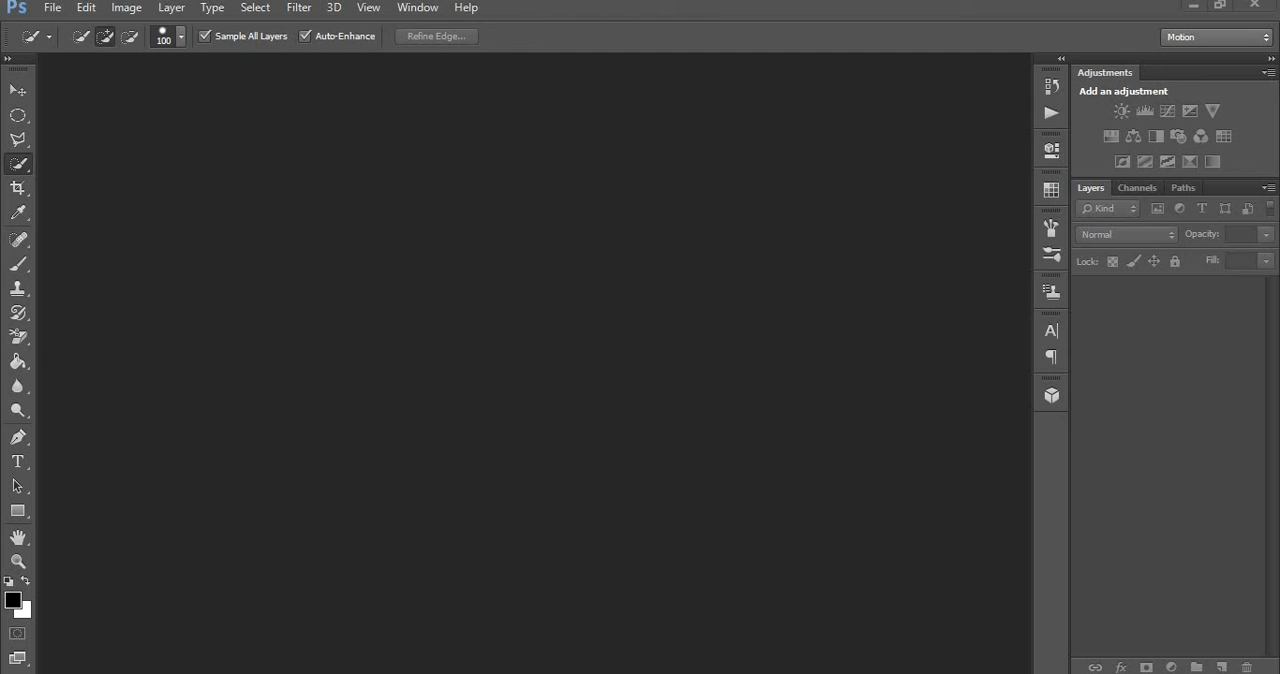 Ps File Edit Image Layer Type Select Filter 3D View Window Help
100 Sample All Layers Auto-Enhance Refine Edge... Motion
Adjustments
Add an adjustment
Layers Channels Paths
Kind
Normal Opacity:
Lock: Fill: